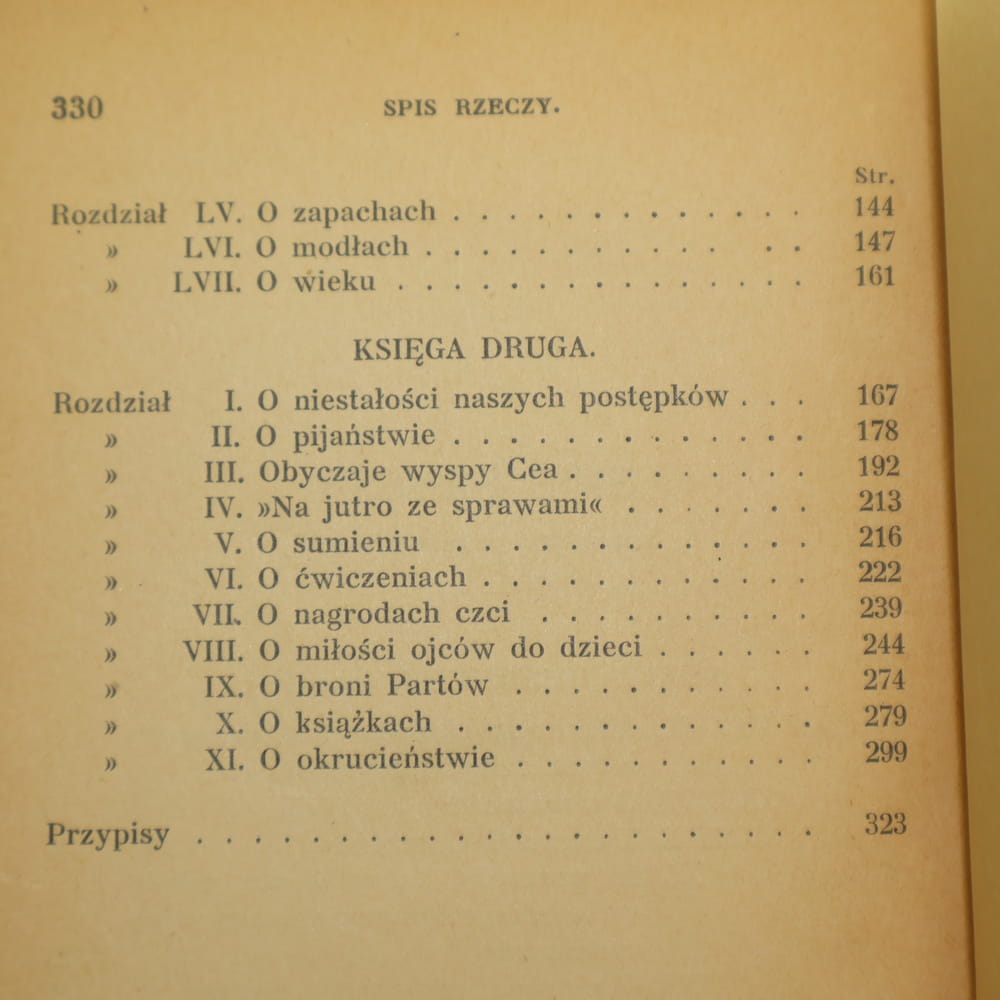 330 SPIS RZECZY.
Str.
Rozdział LV. O zapachach . . . . . . . . . . . . . 144
» LVI. O modłach . . . . . . . . . . . . . 147
» LVII. O wieku . . . . . . . . . . . . . . . 161
KSIĘGA DRUGA.
Rozdział I. O niestałości naszych postępków . . . 167
» II. O pijaństwie . . . . . . . . . . . . . 178
» III. Obyczaje wyspy Cea . . . . . . . . . 192
» IV. »Na jutro ze sprawami« . . . . . . . 213
» V. O sumieniu . . . . . . . . . . . . . 216
» VI. O ćwiczeniach . . . . . . . . . . . . 222
» VII. O nagrodach czci . . . . . . . . . . 239
» VIII. O miłości ojców do dzieci . . . . . . 244
» IX. O broni Partów . . . . . . . . . . . 274
» X. O książkach . . . . . . . . . . . . . 279
» XI. O okrucieństwie . . . . . . . . . . . 299
Przypisy . . . . . . . . . . . . . . . . . . . . . . 323